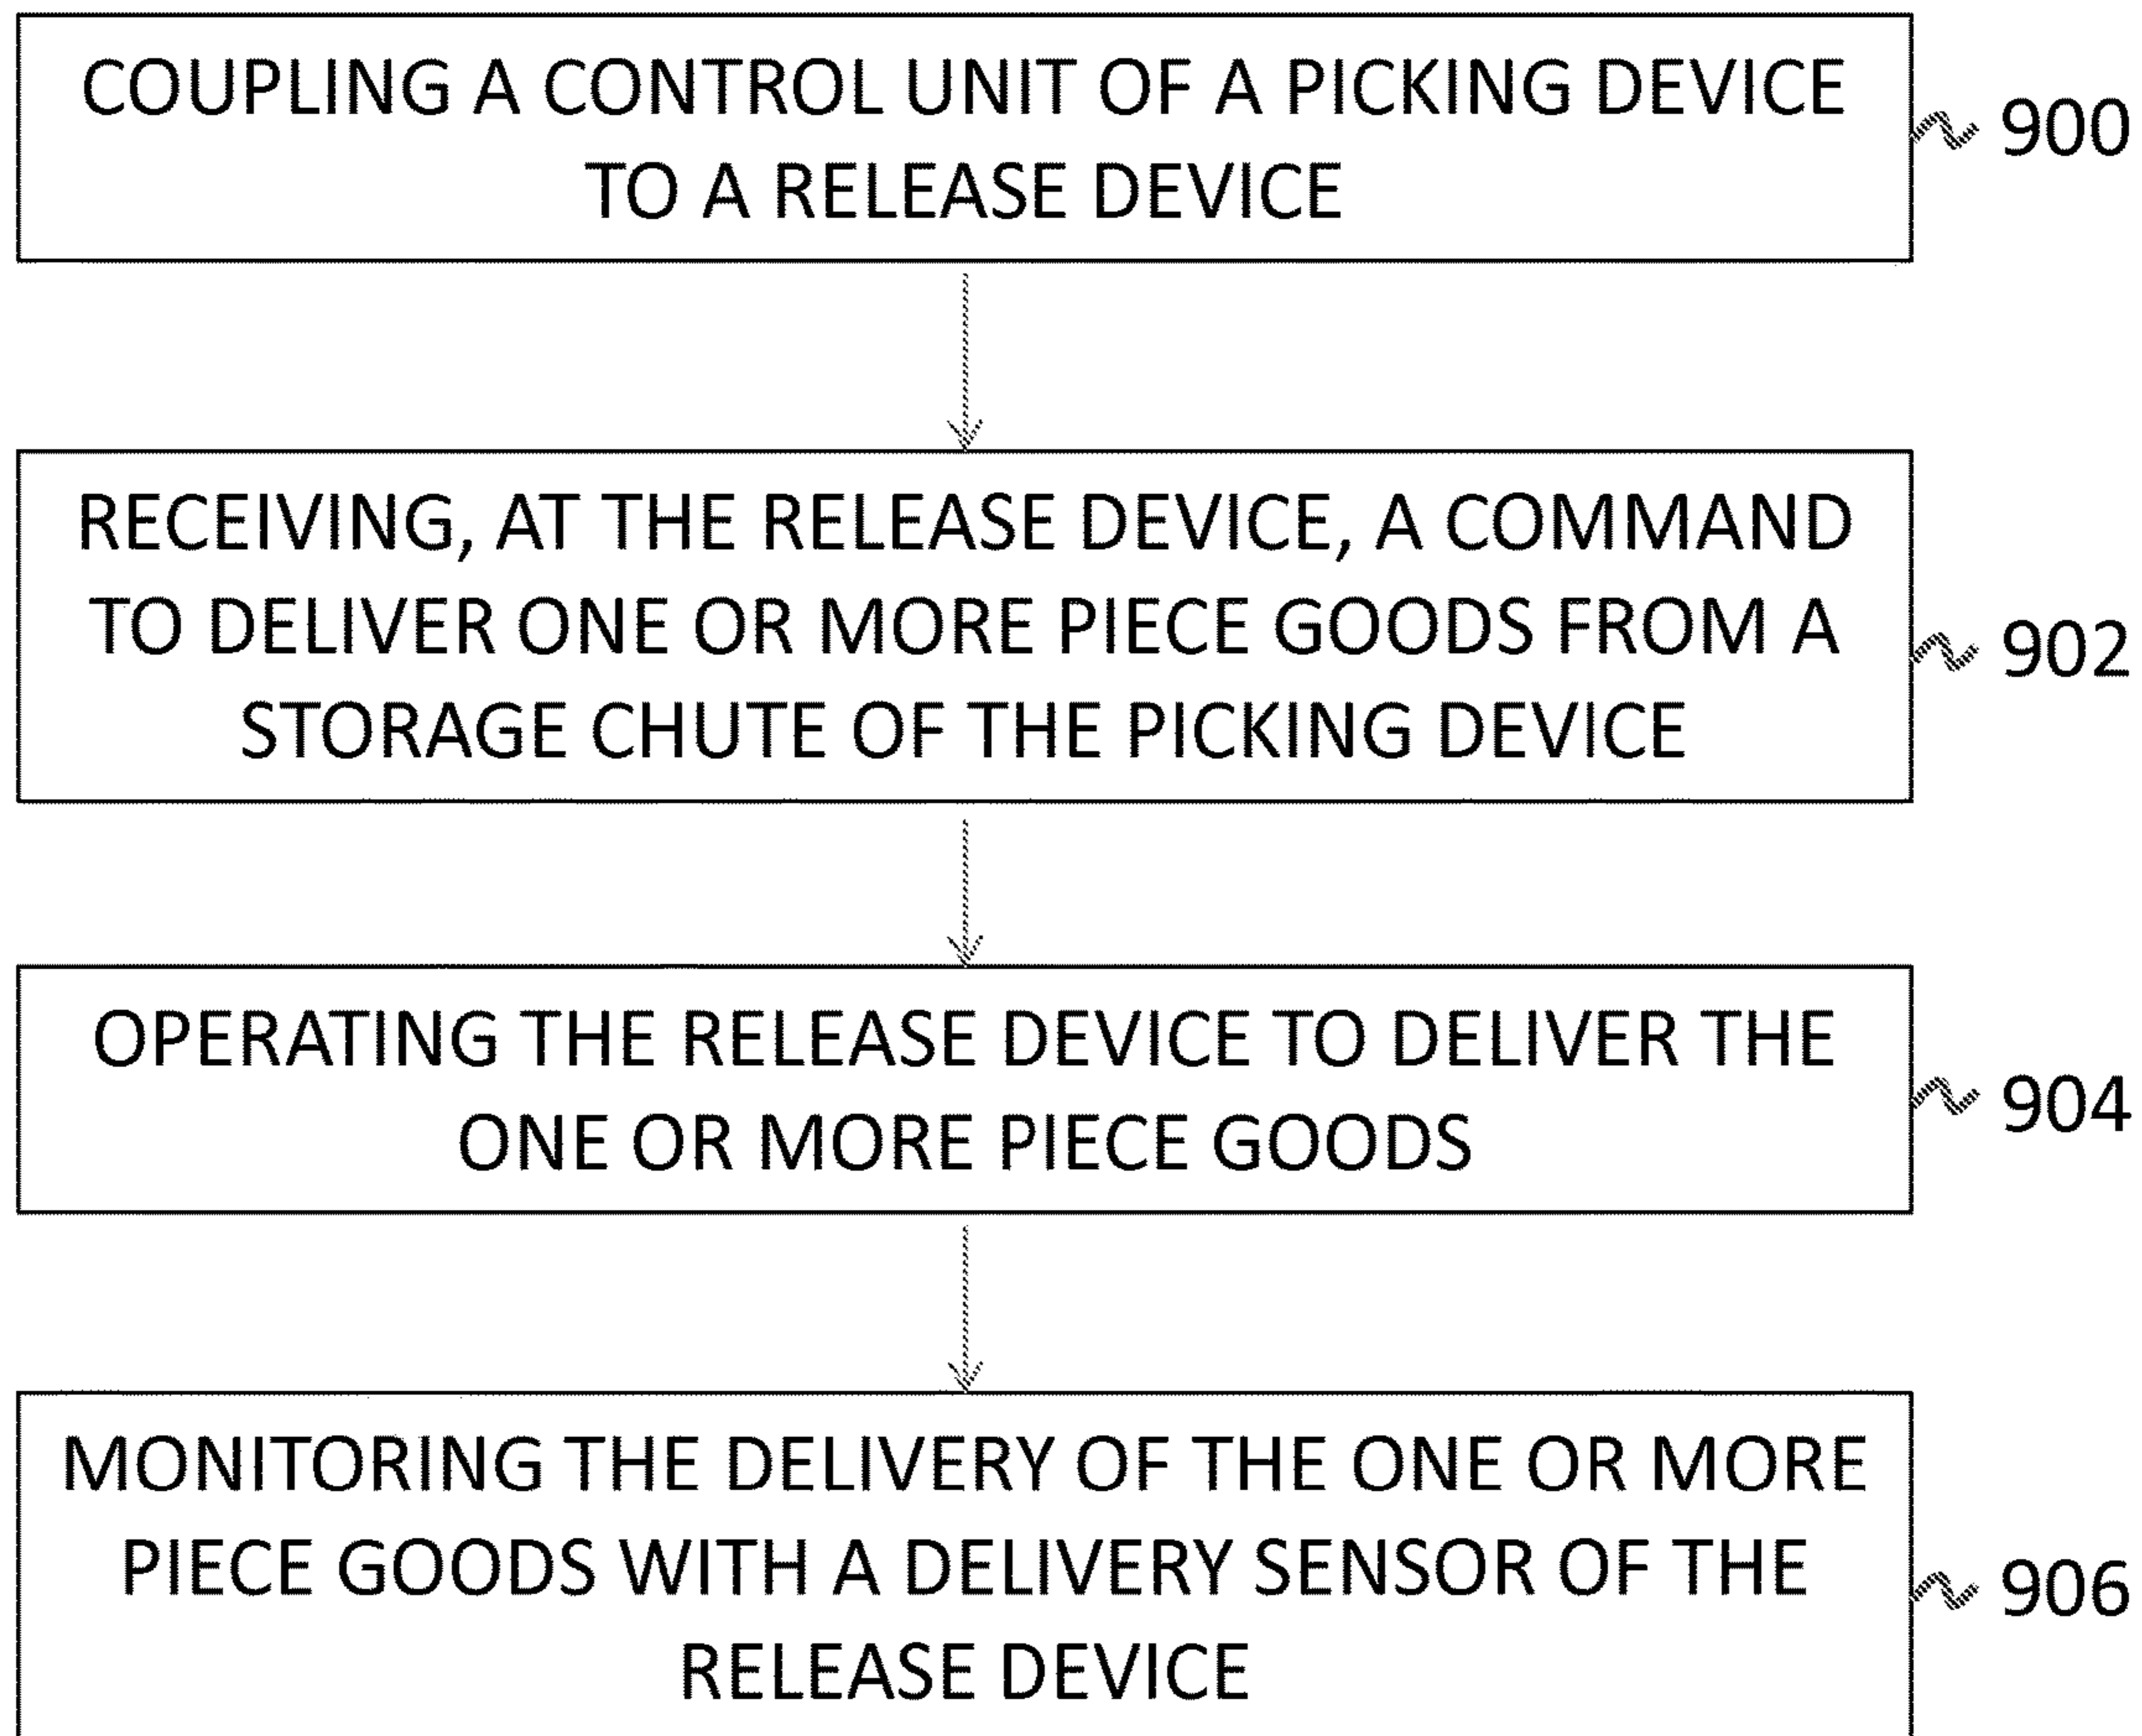 COUPLING A CONTROL UNIT OF A PICKING DEVICE
TO A RELEASE DEVICE
900
RECEIVING, AT THE RELEASE DEVICE, A COMMAND
TO DELIVER ONE OR MORE PIECE GOODS FROM A
STORAGE CHUTE OF THE PICKING DEVICE
902
OPERATING THE RELEASE DEVICE TO DELIVER THE
ONE OR MORE PIECE GOODS
904
MONITORING THE DELIVERY OF THE ONE OR MORE
PIECE GOODS WITH A DELIVERY SENSOR OF THE
RELEASE DEVICE
906